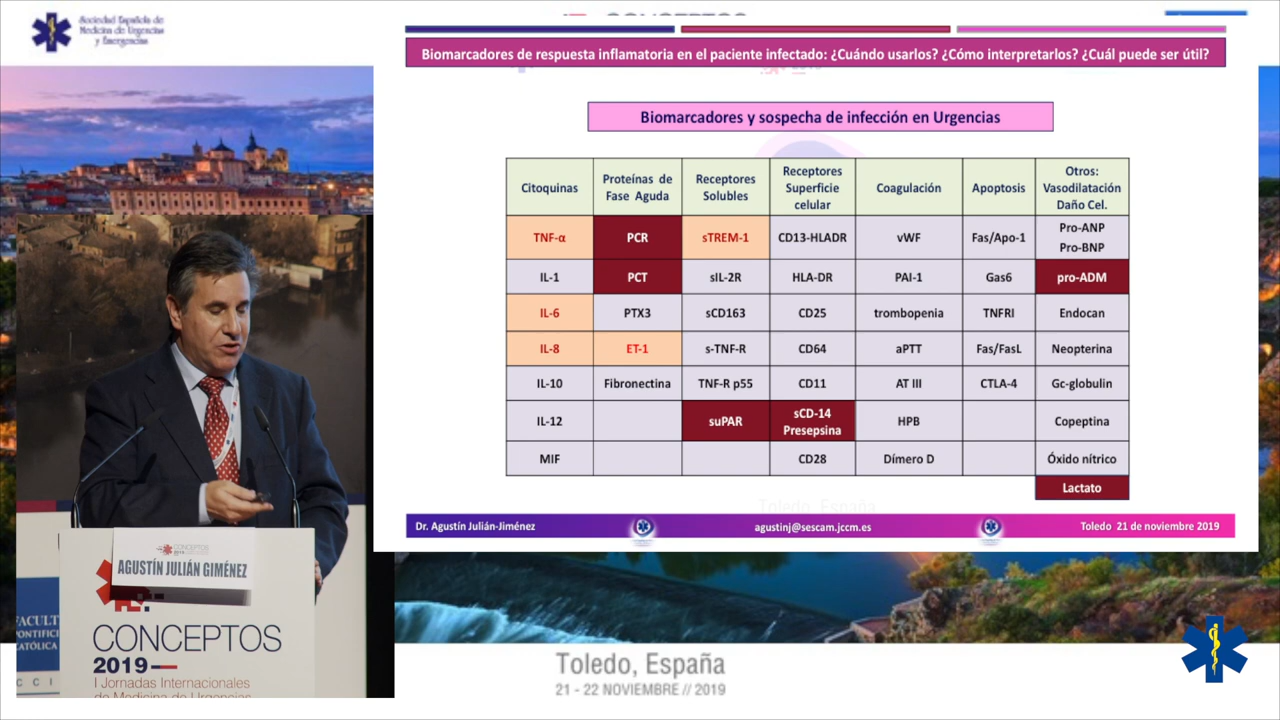 Sociedad Española de
Medicina de Urgencias
y Emergencias
Biomarcadores de respuesta inflamatoria en el paciente infectado: ¿Cuándo usarlos? ¿Cómo interpretarlos? ¿Cuál puede ser útil?
Biomarcadores y sospecha de infección en Urgencias
Citoquinas Proteínas de Fase Aguda Receptores Solubles Receptores Superficie celular Coagulación Apoptosis Otros: Vasodilatación Daño Cel.
TNF-α PCR sTREM-1 CD13-HLADR vWF Fas/Apo-1 Pro-ANP Pro-BNP
IL-1 PCT sIL-2R HLA-DR PAI-1 Gas6 pro-ADM
IL-6 PTX3 sCD163 CD25 trombopenia TNFRI Endocan
IL-8 ET-1 s-TNF-R CD64 aPTT Fas/FasL Neopterina
IL-10 Fibronectina TNF-R p55 CD11 AT III CTLA-4 Gc-globulin
IL-12 suPAR sCD-14 Presepsina HPB Copeptina
MIF CD28 Dímero D Óxido nítrico
Lactato
Toledo, España
Dr. Agustín Julián-Jiménez agustinj@sescam.jccm.es Toledo 21 de noviembre 2019
CONCEPTOS
AGUSTÍN JULIÁN GIMÉNEZ
FACULT
PONTIFICI
CATÓLICA
C C I
CONCEPTOS
2019
I Jornadas Internacionales
de Medicina de Urgencias
Toledo, España
21 - 22 NOVIEMBRE // 2019